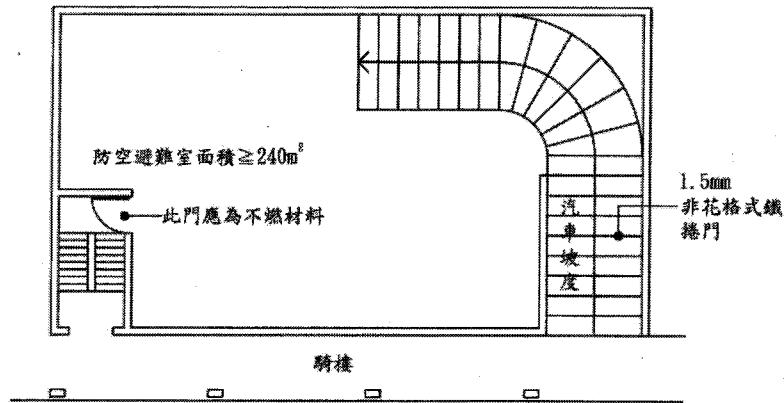 防空避難室面積≧240m²
此門應為不燃材料
1.5mm
非花格式鐵
捲門
汽車坡度
騎樓